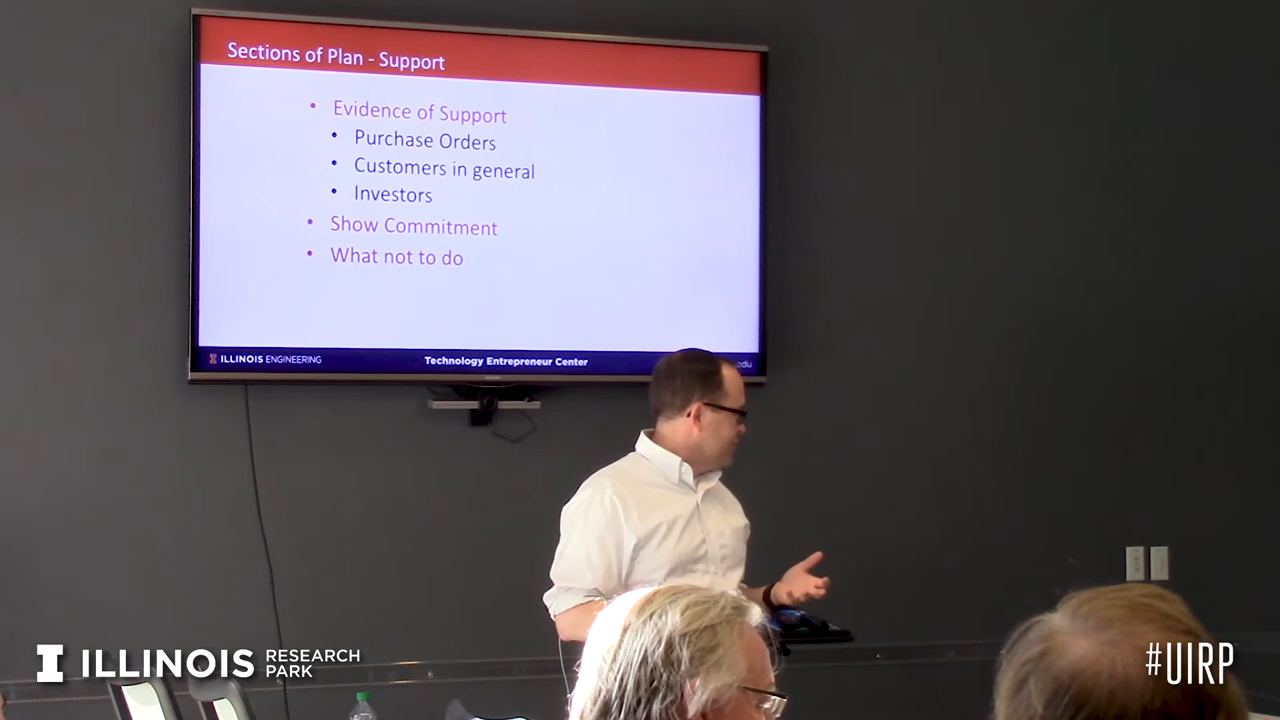 Sections of Plan - Support
• Evidence of Support
• Purchase Orders
• Customers in general
• Investors
• Show Commitment
• What not to do
I ILLINOIS ENGINEERING
Technology Entrepreneur Center
edu
I ILLINOIS RESEARCH PARK
#UIRP